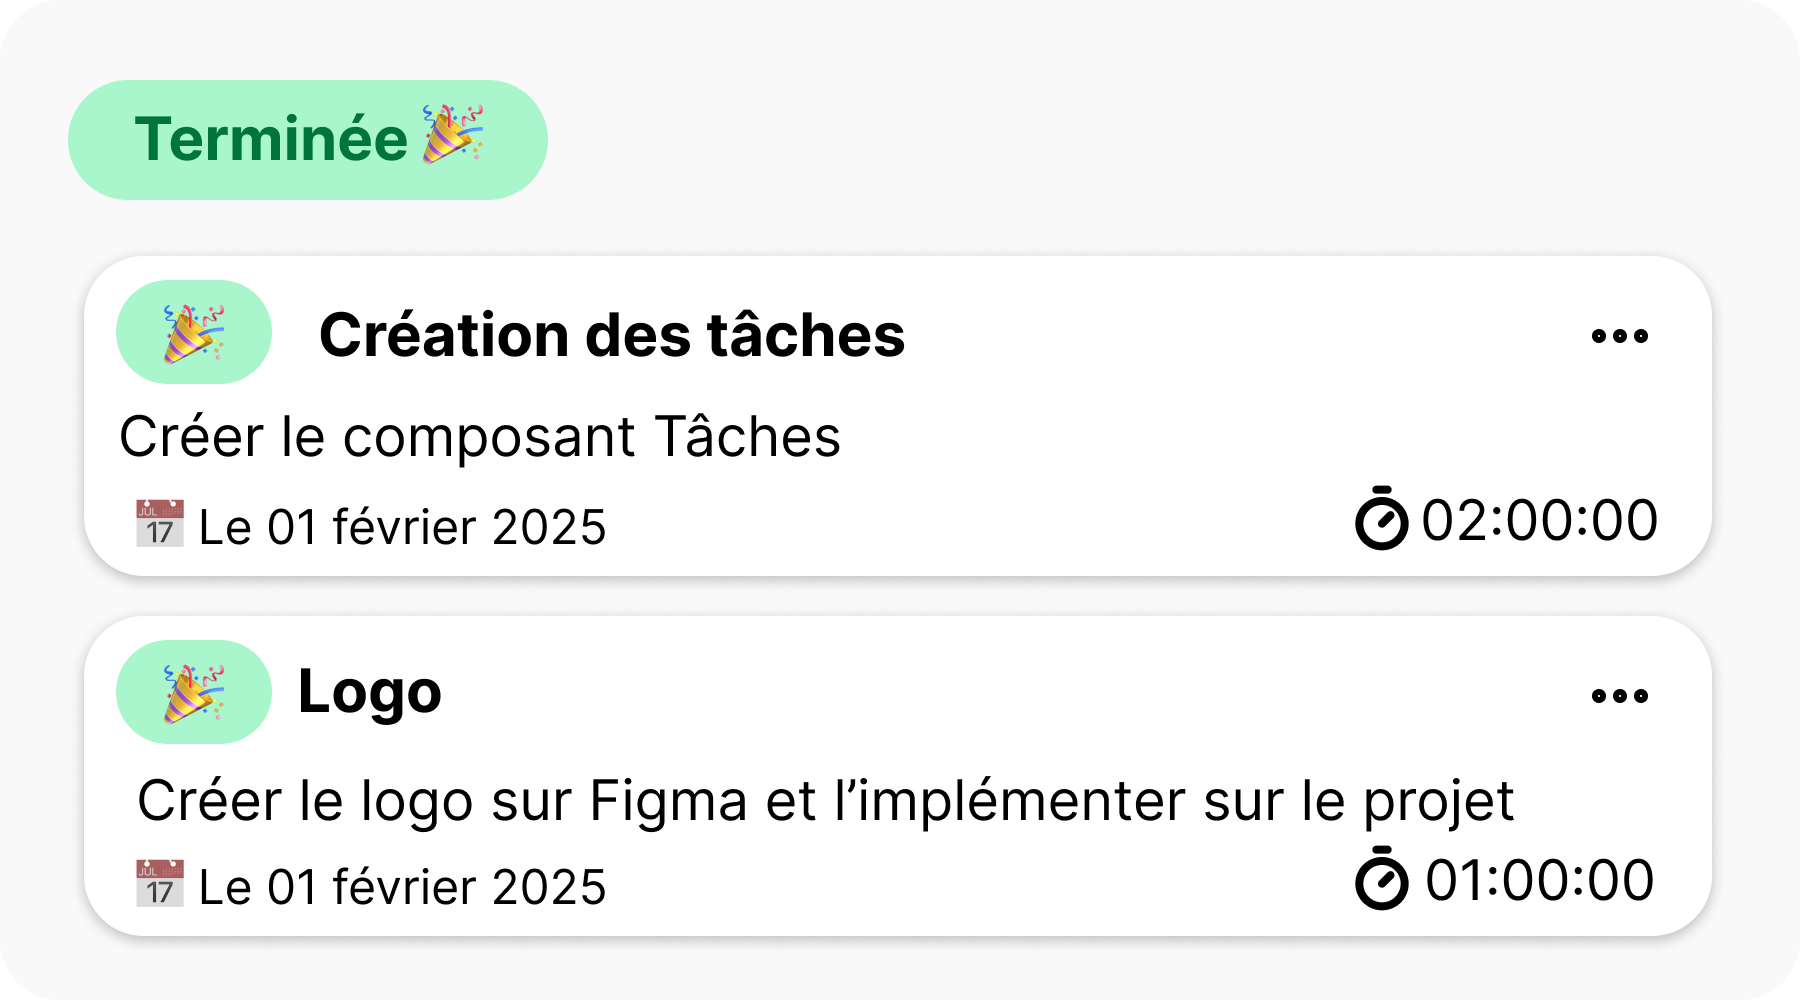 Terminée 🎉
🎉 Création des tâches
Créer le composant Tâches
📅 Le 01 février 2025
02:00:00
🎉 Logo
Créer le logo sur Figma et l’implémenter sur le projet
📅 Le 01 février 2025
01:00:00